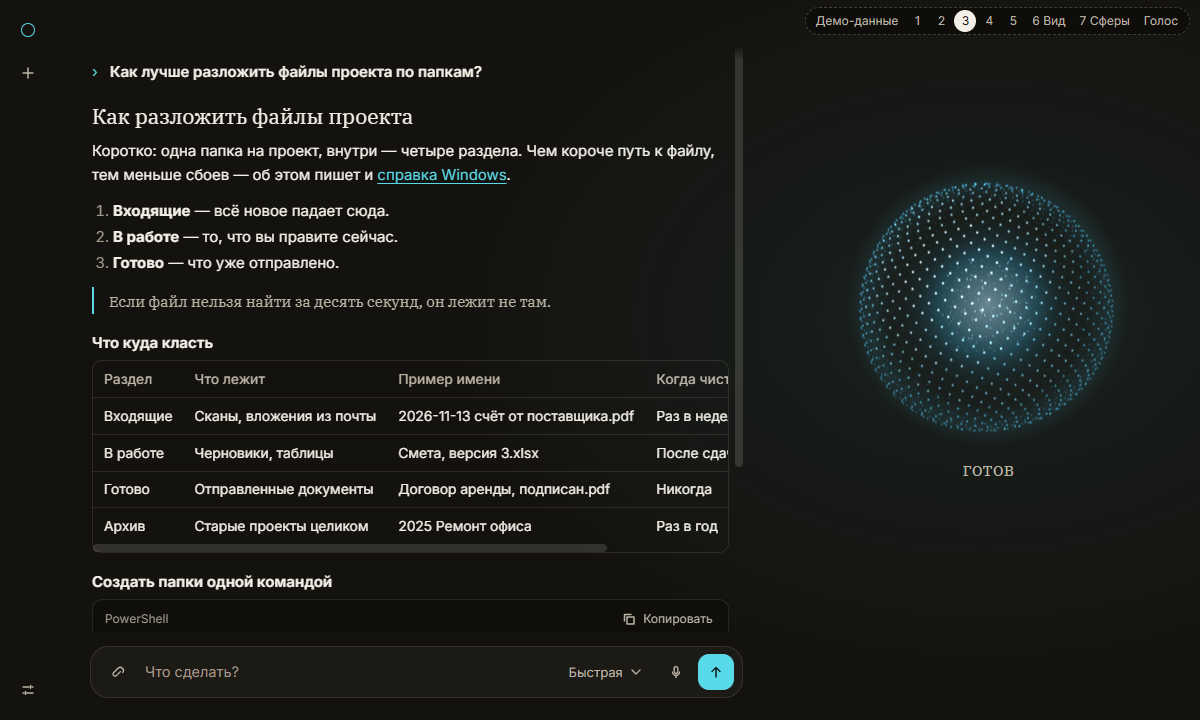 Демо-данные 1 2 3 4 5 6 Вид 7 Сферы Голос
Как лучше разложить файлы проекта по папкам?
Как разложить файлы проекта
Коротко: одна папка на проект, внутри — четыре раздела. Чем короче путь к файлу,
тем меньше сбоев — об этом пишет и справка Windows.
1. Входящие — всё новое падает сюда.
2. В работе — то, что вы правите сейчас.
3. Готово — что уже отправлено.
Если файл нельзя найти за десять секунд, он лежит не там.
Что куда класть
Раздел Что лежит Пример имени Когда чист
Входящие Сканы, вложения из почты 2026-11-13 счёт от поставщика.pdf Раз в неде
В работе Черновики, таблицы Смета, версия 3.xlsx После сда
Готово Отправленные документы Договор аренды, подписан.pdf Никогда
Архив Старые проекты целиком 2025 Ремонт офиса Раз в год
Создать папки одной командой
PowerShell Копировать
Что сделать? Быстрая
готов